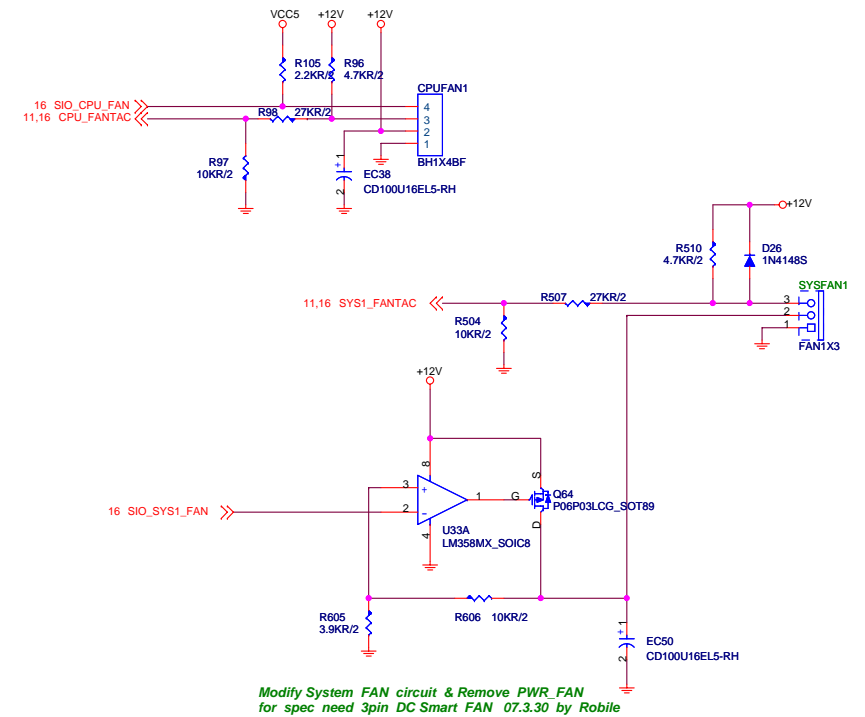 VCC5 +12V +12V
R105 R96
2.2KR/2 4.7KR/2
CPUFAN1
16 SIO_CPU_FAN
4
11,16 CPU_FANTAC
R98 27KR/2
3
2
1
R97
10KR/2
1
+
2
EC38
CD100U16EL5-RH
BH1X4BF
+12V
R510
4.7KR/2
D26
1N4148S
SYSFAN1
11,16 SYS1_FANTAC
R507 27KR/2
3
2
1
R504
10KR/2
FAN1X3
+12V
8
S
3
+
1
G
Q64
P06P03LCG_SOT89
16 SIO_SYS1_FAN
2
-
D
4
U33A
LM358MX_SOIC8
R605
3.9KR/2
R606 10KR/2
1
+
2
EC50
CD100U16EL5-RH
Modify System FAN circuit & Remove PWR_FAN
for spec need 3pin DC Smart FAN 07.3.30 by Robile